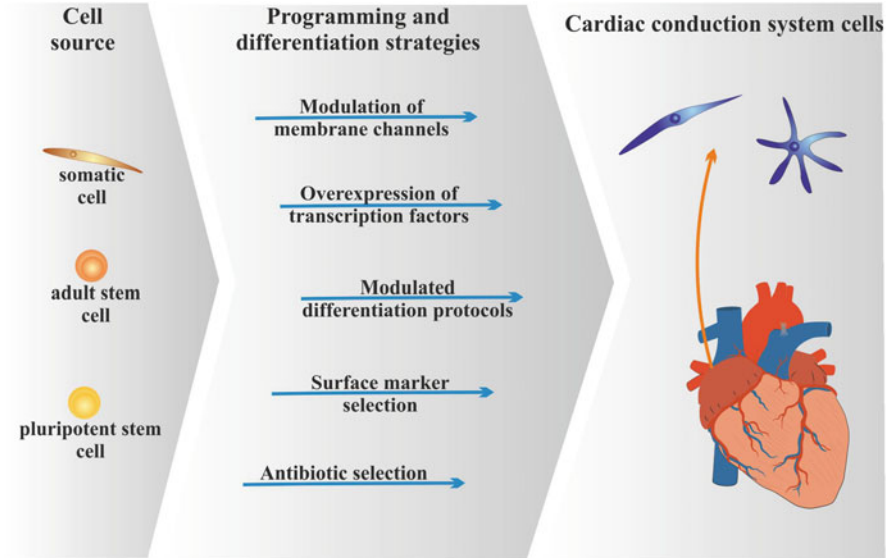 Cell
source
Programming and
differentiation strategies
Cardiac conduction system cells
somatic
cell
adult stem
cell
pluripotent stem
cell
Modulation of
membrane channels
Overexpression of
transcription factors
Modulated
differentiation protocols
Surface marker
selection
Antibiotic selection